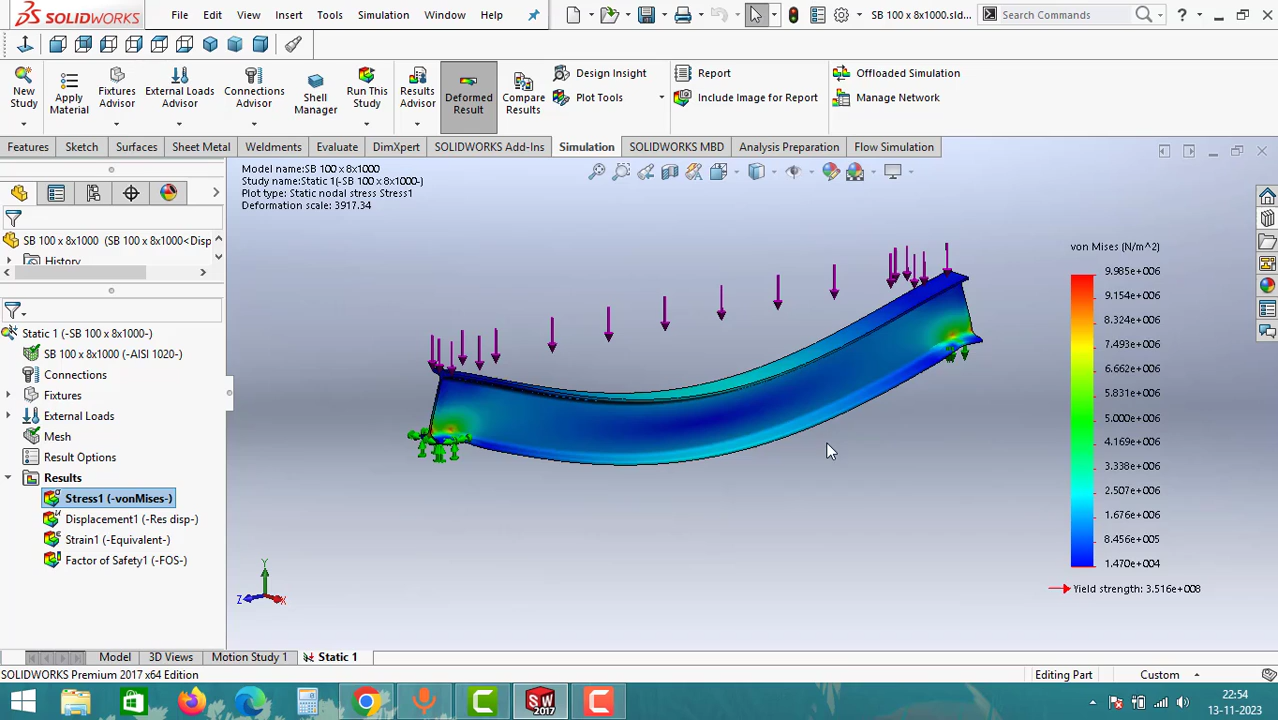 SOLIDWORKS
File Edit View Insert Tools Simulation Window Help
SB 100 x 8x1000.sld...
Search Commands
New Study
Apply Material
Fixtures Advisor
External Loads Advisor
Connections Advisor
Shell Manager
Run This Study
Results Advisor
Deformed Result
Compare Results
Design Insight
Plot Tools
Report
Include Image for Report
Offloaded Simulation
Manage Network
Features Sketch Surfaces Sheet Metal Weldments Evaluate DimXpert SOLIDWORKS Add-Ins Simulation SOLIDWORKS MBD Analysis Preparation Flow Simulation
Model name:SB 100 x 8x1000
Study name:Static 1(-SB 100 x 8x1000-)
Plot type: Static nodal stress Stress1
Deformation scale: 3917.34
SB 100 x 8x1000 (SB 100 x 8x1000<Disp
History
Static 1 (-SB 100 x 8x1000-)
SB 100 x 8x1000 (-AISI 1020-)
Connections
Fixtures
External Loads
Mesh
Result Options
Results
Stress1 (-vonMises-)
Displacement1 (-Res disp-)
Strain1 (-Equivalent-)
Factor of Safety1 (-FOS-)
von Mises (N/m^2)
9.985e+006
9.154e+006
8.323e+006
7.493e+006
6.662e+006
5.831e+006
5.000e+006
4.169e+006
3.338e+006
2.507e+006
1.676e+006
8.456e+005
1.470e+004
Yield strength: 3.516e+008
Y
Z
X
Model 3D Views Motion Study 1 Static 1
SOLIDWORKS Premium 2017 x64 Edition
Editing Part
Custom
SW
2017
22:54
13-11-2023